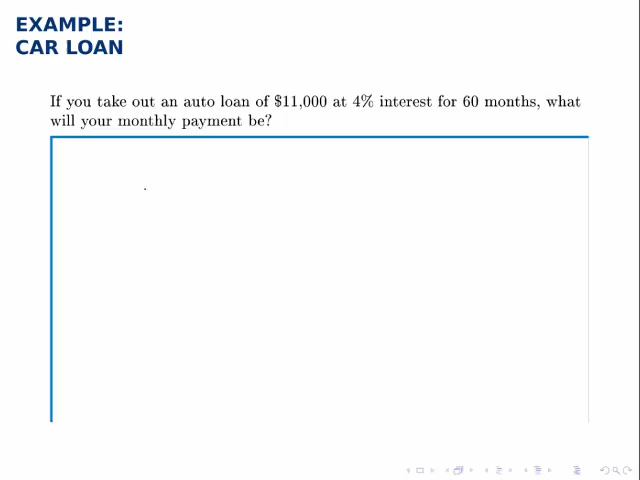 EXAMPLE:
CAR LOAN
If you take out an auto loan of $11,000 at 4% interest for 60 months, what
will your monthly payment be?